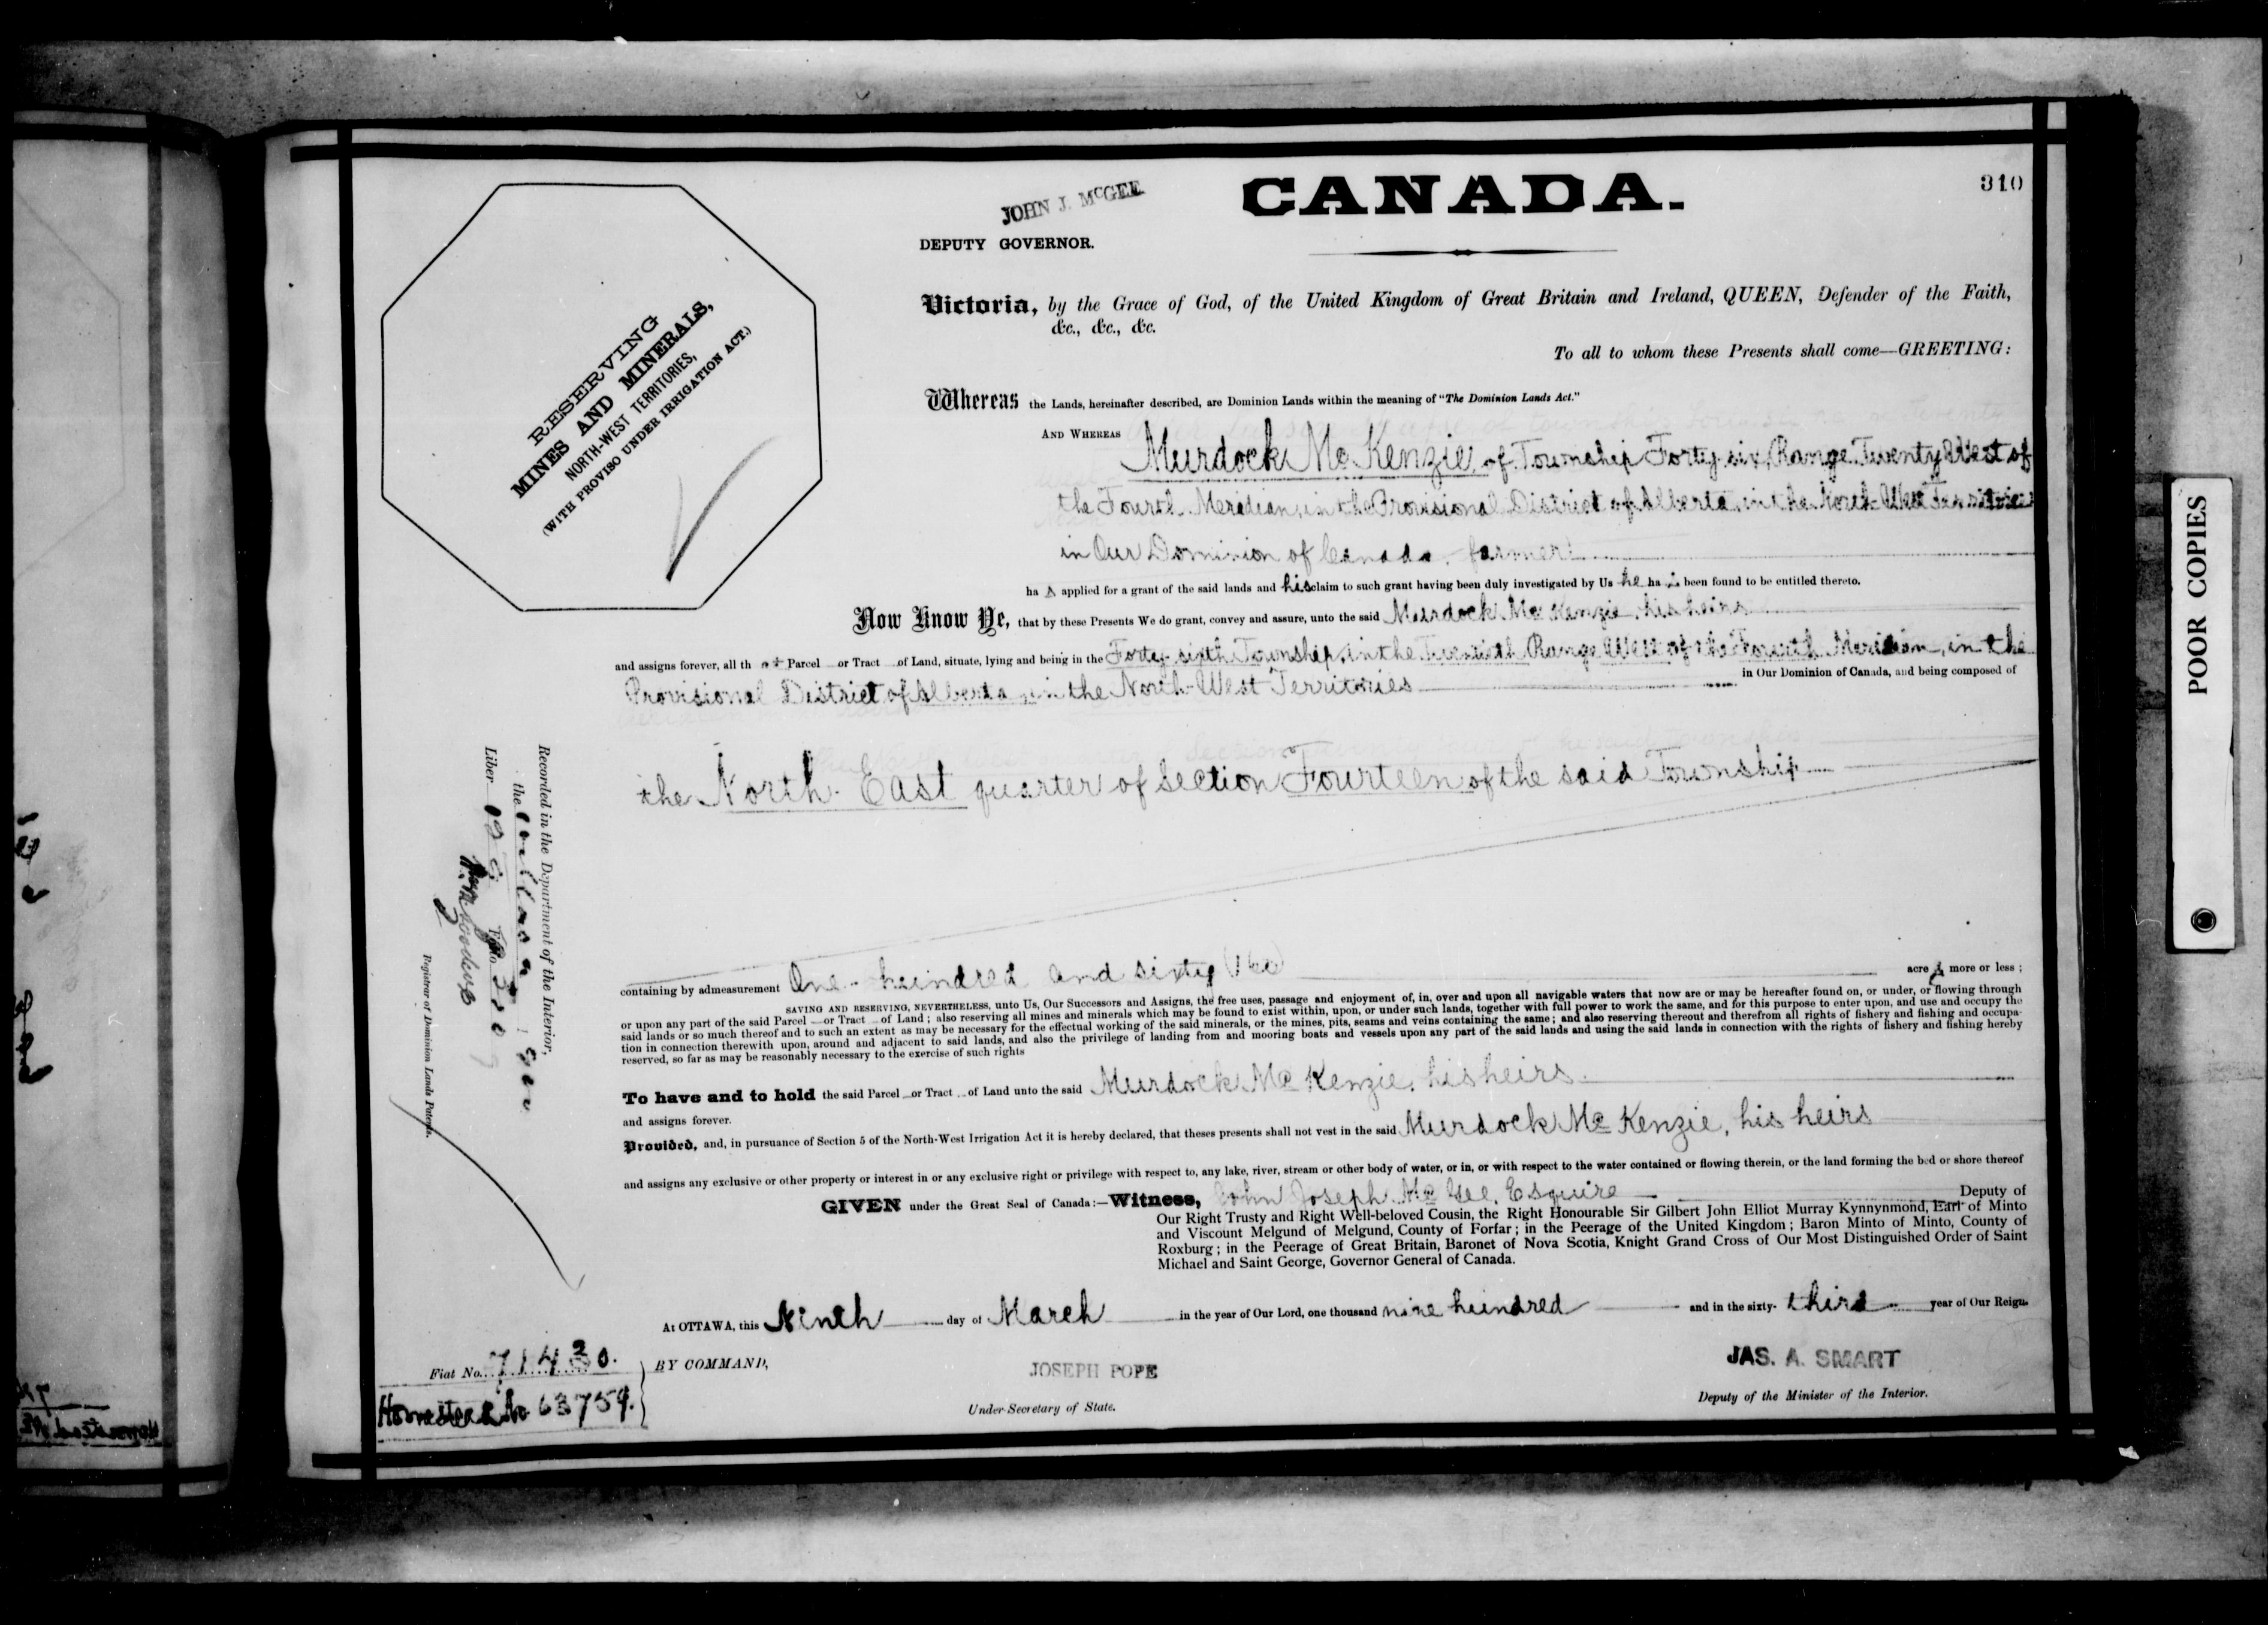 310
CANADA.
JOHN J. McGEE
DEPUTY GOVERNOR.
RESERVING
MINES AND MINERALS,
NORTH-WEST TERRITORIES,
(WITH PROVISO UNDER IRRIGATION ACT.)
Victoria, by the Grace of God, of the United Kingdom of Great Britain and Ireland, QUEEN, Defender of the Faith,
&c., &c., &c.
To all to whom these Presents shall come—GREETING:
Whereas the Lands, hereinafter described, are Dominion Lands within the meaning of "The Dominion Lands Act."
AND WHEREAS Murdock Mc Kenzie, of Township Forty six, Range Twenty West of
the Fourth Meridian, in the Provisional District of Alberta, in the North-West Territories
in Our Dominion of Canada, farmer
ha s applied for a grant of the said lands and his claim to such grant having been duly investigated by Us he ha s been found to be entitled thereto.
Now Know Ye, that by these Presents We do grant, convey and assure, unto the said Murdock Mc Kenzie, his heirs
and assigns forever, all th at Parcel or Tract of Land, situate, lying and being in the Forty-sixth Township, in the Twentieth Range West of the Fourth Meridian, in the
Provisional District of Alberta, in the North-West Territories in Our Dominion of Canada, and being composed of
the North-East quarter of Section Fourteen of the said Township
containing by admeasurement One hundred and sixty (160) acre s more or less;
SAVING AND RESERVING, NEVERTHELESS, unto Us, Our Successors and Assigns, the free uses, passage and enjoyment of, in, over and upon all navigable waters that now are or may be hereafter found on, or under, or flowing through
or upon any part of the said Parcel or Tract of Land; also reserving all mines and minerals which may be found to exist within, upon, or under such lands, together with full power to work the same, and for this purpose to enter upon, and use and occupy the
said lands or so much thereof and to such an extent as may be necessary for the effectual working of the said minerals, or the mines, pits, seams and veins containing the same; and also reserving thereout and therefrom all rights of fishery and fishing and occupa-
tion in connection therewith upon, around and adjacent to said lands, and also the privilege of landing from and mooring boats and vessels upon any part of the said lands and using the said lands in connection with the rights of fishery and fishing hereby
reserved, so far as may be reasonably necessary to the exercise of such rights
To have and to hold the said Parcel or Tract of Land unto the said Murdock Mc Kenzie, his heirs
and assigns forever.
Provided, and, in pursuance of Section 5 of the North-West Irrigation Act it is hereby declared, that theses presents shall not vest in the said Murdock Mc Kenzie, his heirs
and assigns any exclusive or other property or interest in or any exclusive right or privilege with respect to, any lake, river, stream or other body of water, or in, or with respect to the water contained or flowing therein, or the land forming the bed or shore thereof
GIVEN under the Great Seal of Canada:—Witness, John Joseph Mc Gee, Esquire Deputy of
Our Right Trusty and Right Well-beloved Cousin, the Right Honourable Sir Gilbert John Elliot Murray Kynnynmond, Earl of Minto
and Viscount Melgund of Melgund, County of Forfar; in the Peerage of the United Kingdom; Baron Minto of Minto, County of
Roxburg; in the Peerage of Great Britain, Baronet of Nova Scotia, Knight Grand Cross of Our Most Distinguished Order of Saint
Michael and Saint George, Governor General of Canada.
At OTTAWA, this Ninth day of March in the year of Our Lord, one thousand nine hundred and in the sixty-third year of Our Reign.
BY COMMAND,
JOSEPH POPE
Under-Secretary of State.
JAS. A. SMART
Deputy of the Minister of the Interior.
Fiat No. 71430.
Homestead No 63759.
Recorded in the Department of the Interior,
the
Liber Folio 310
Registrar of Dominion Lands Patents.
POOR COPIES